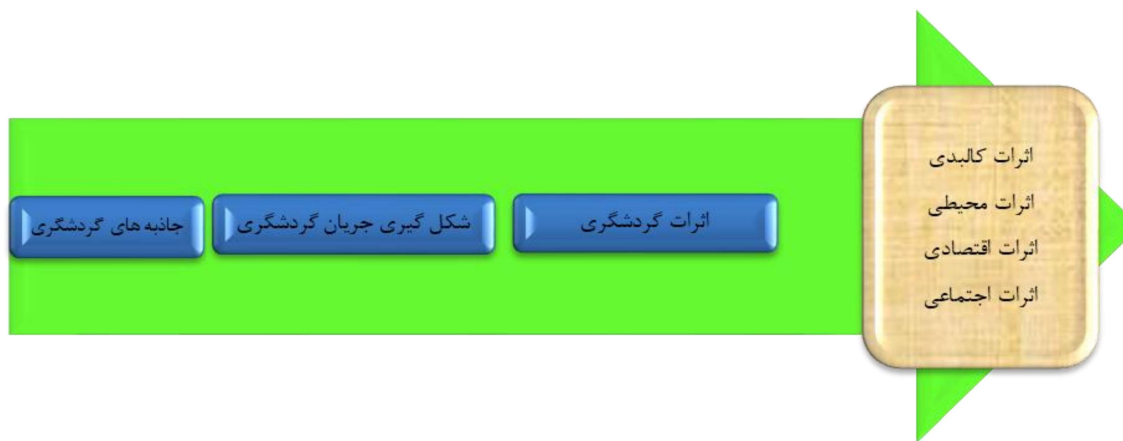 جاذبه های گردشگری
شکل گیری جریان گردشگری
اثرات گردشگری
اثرات کالبدی
اثرات محیطی
اثرات اقتصادی
اثرات اجتماعی